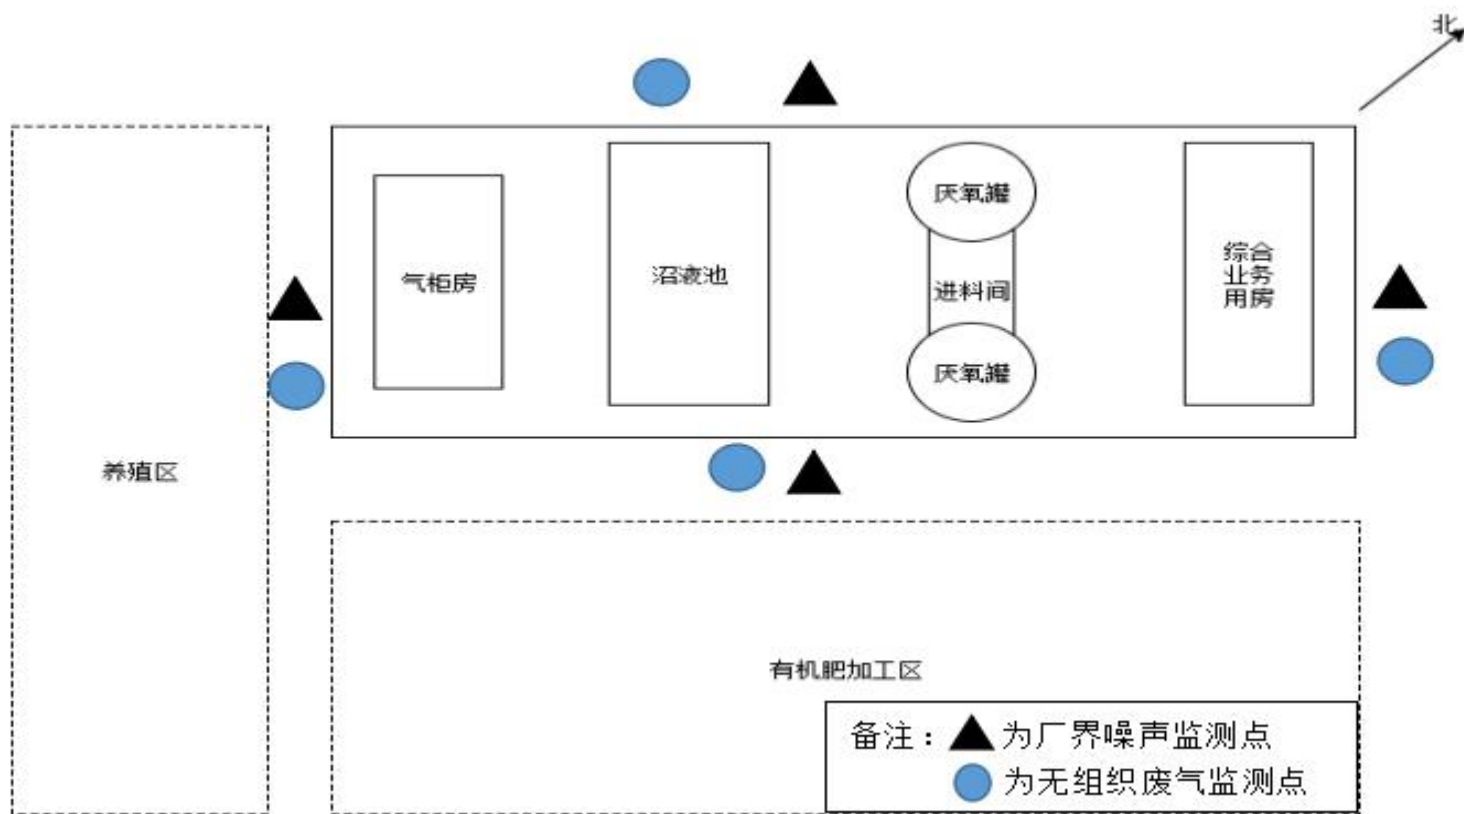 北
厌氧罐
气柜房
沼液池
进料间
综合
业务
用房
厌氧罐
养殖区
有机肥加工区
备注：▲为厂界噪声监测点
为无组织废气监测点